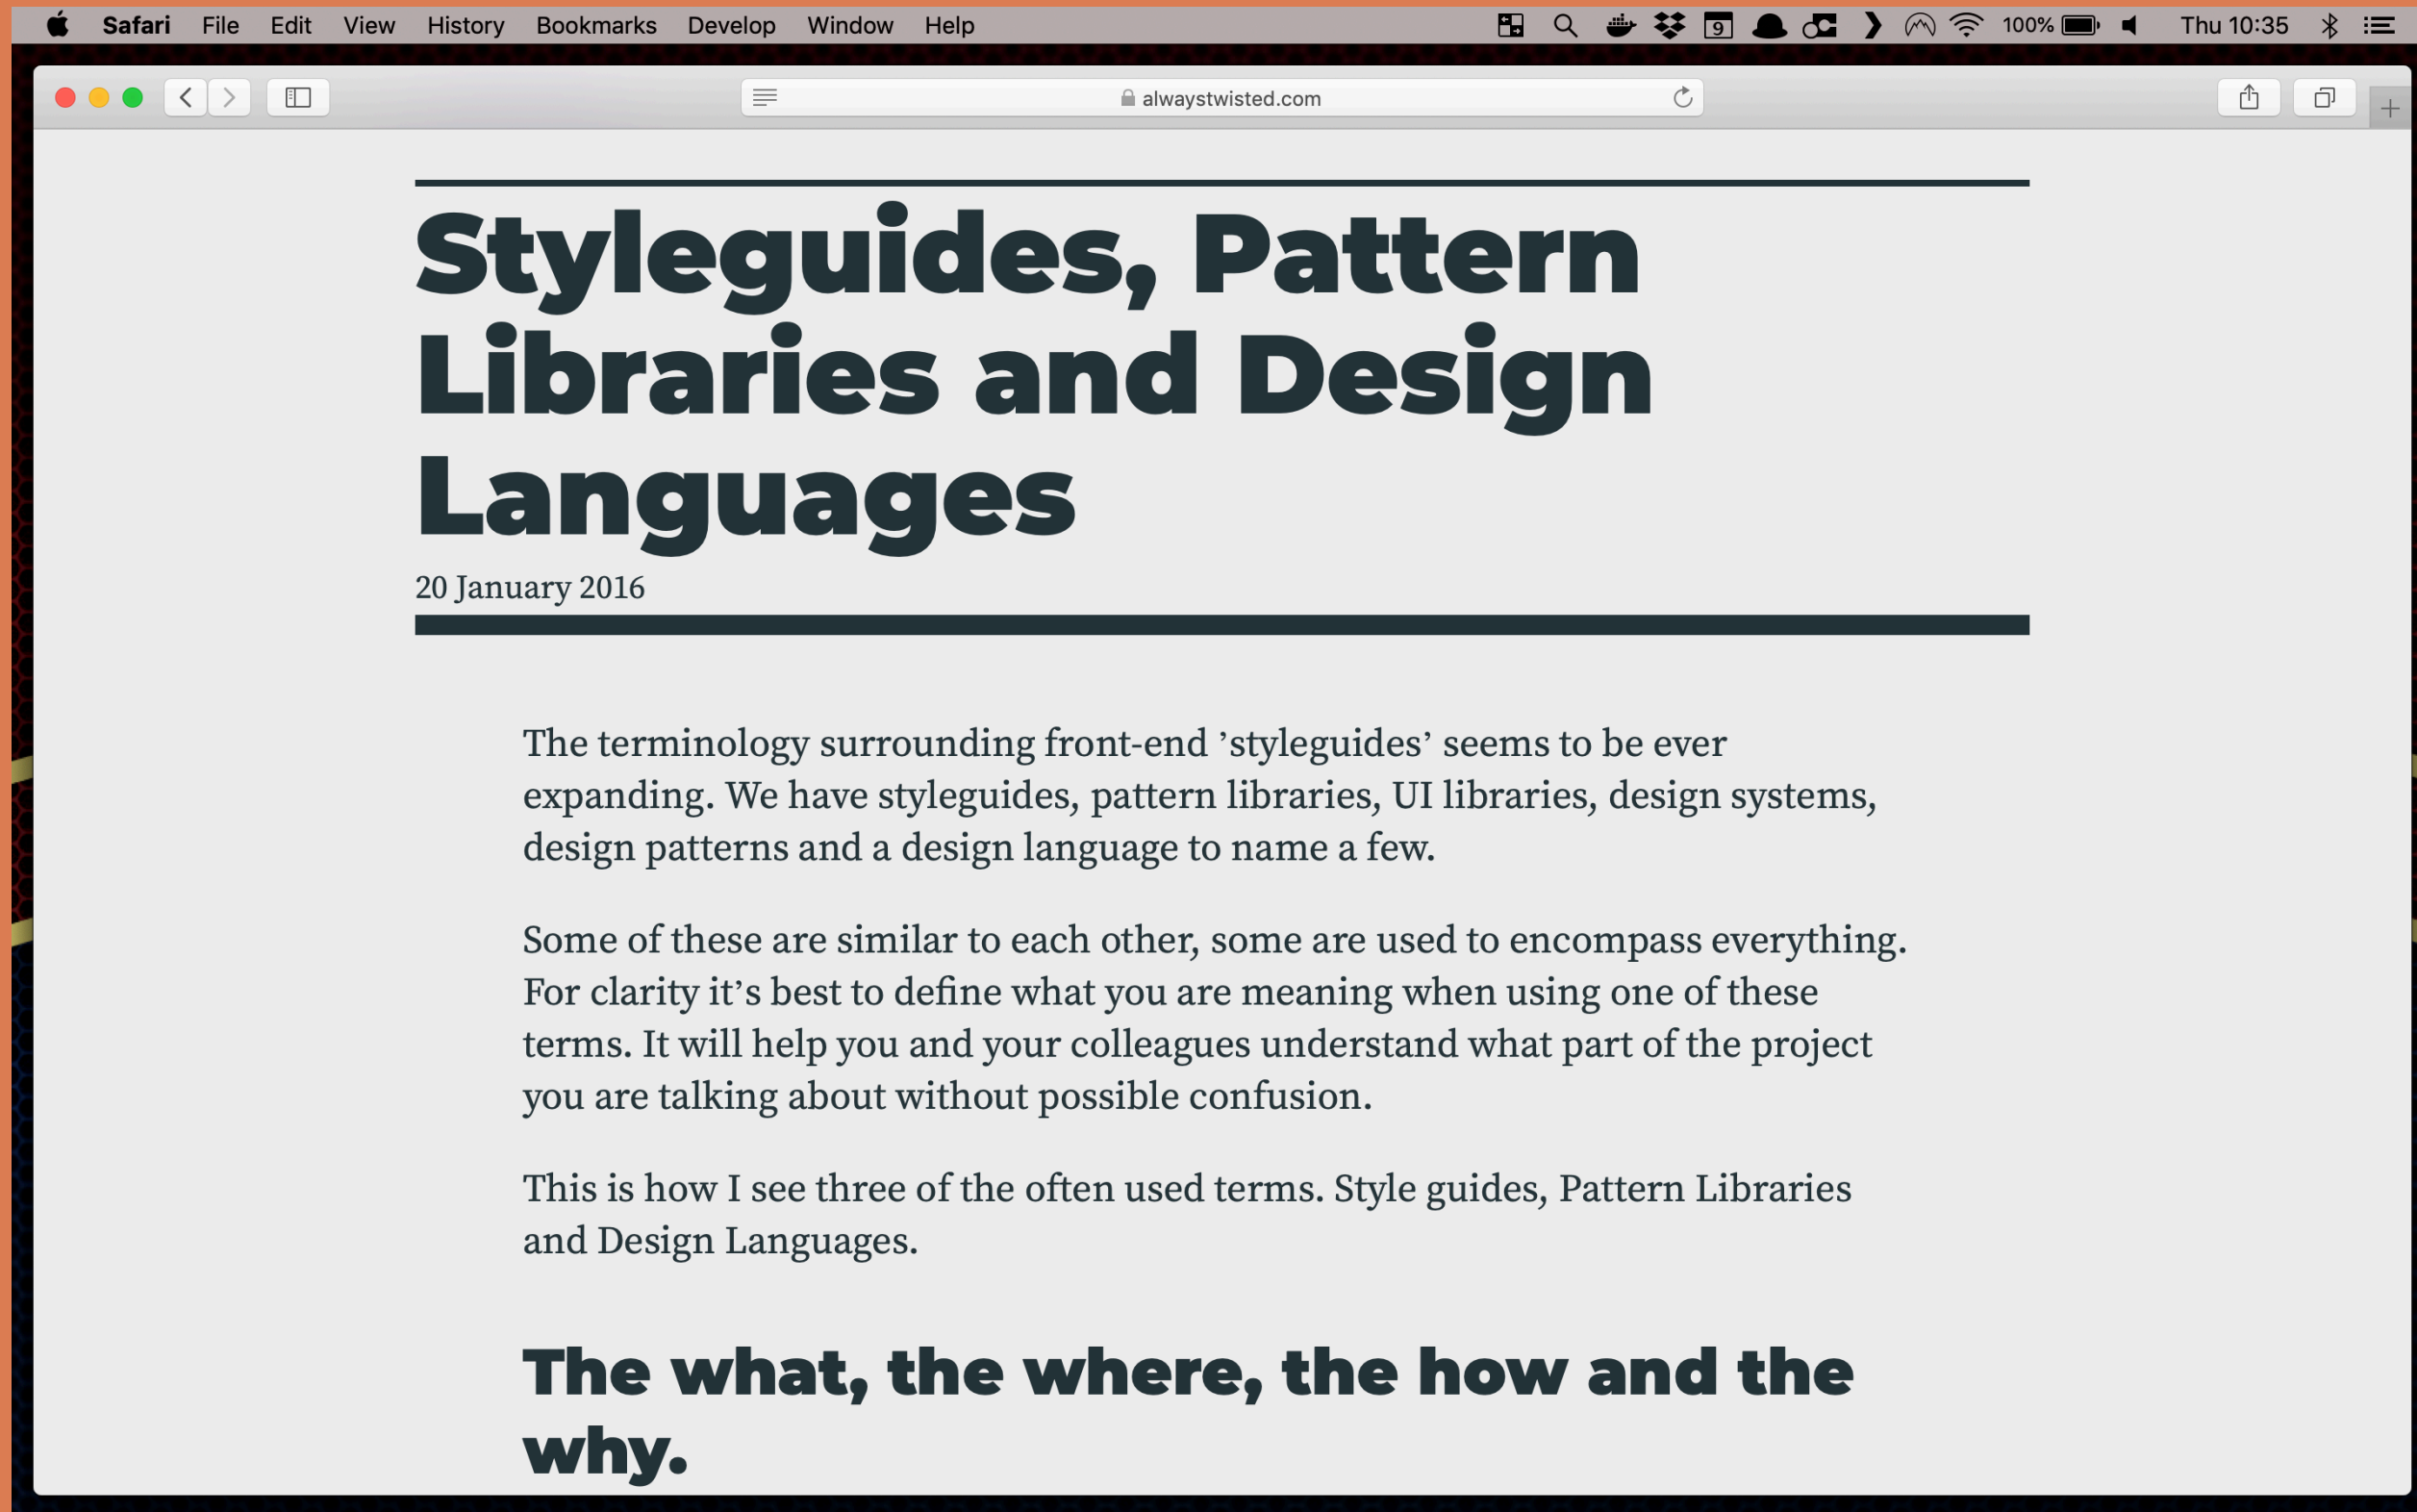 Safari File Edit View History Bookmarks Develop Window Help 9 100% Thu 10:35
alwaystwisted.com
Styleguides, Pattern
Libraries and Design
Languages
20 January 2016
The terminology surrounding front-end ’styleguides’ seems to be ever
expanding. We have styleguides, pattern libraries, UI libraries, design systems,
design patterns and a design language to name a few.
Some of these are similar to each other, some are used to encompass everything.
For clarity it’s best to define what you are meaning when using one of these
terms. It will help you and your colleagues understand what part of the project
you are talking about without possible confusion.
This is how I see three of the often used terms. Style guides, Pattern Libraries
and Design Languages.
The what, the where, the how and the
why.